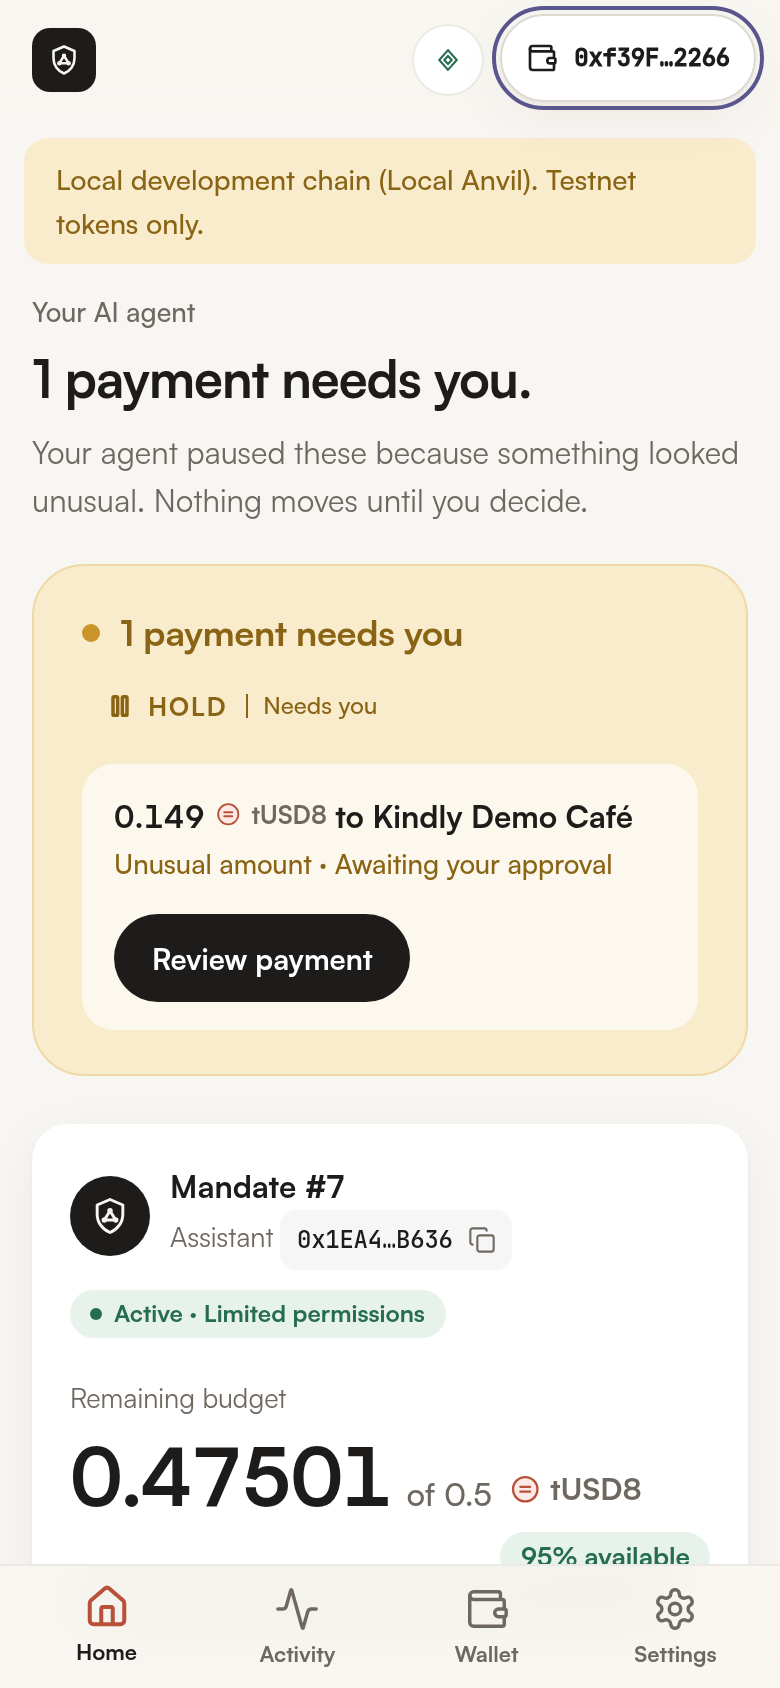 0xf39F…2266
Local development chain (Local Anvil). Testnet
tokens only.
Your AI agent
1 payment needs you.
Your agent paused these because something looked
unusual. Nothing moves until you decide.
1 payment needs you
HOLD | Needs you
0.149 tUSD8 to Kindly Demo Café
Unusual amount · Awaiting your approval
Review payment
Mandate #7
Assistant 0x1EA4…B636
Active · Limited permissions
Remaining budget
0.47501 of 0.5 tUSD8
95% available
Home Activity Wallet Settings